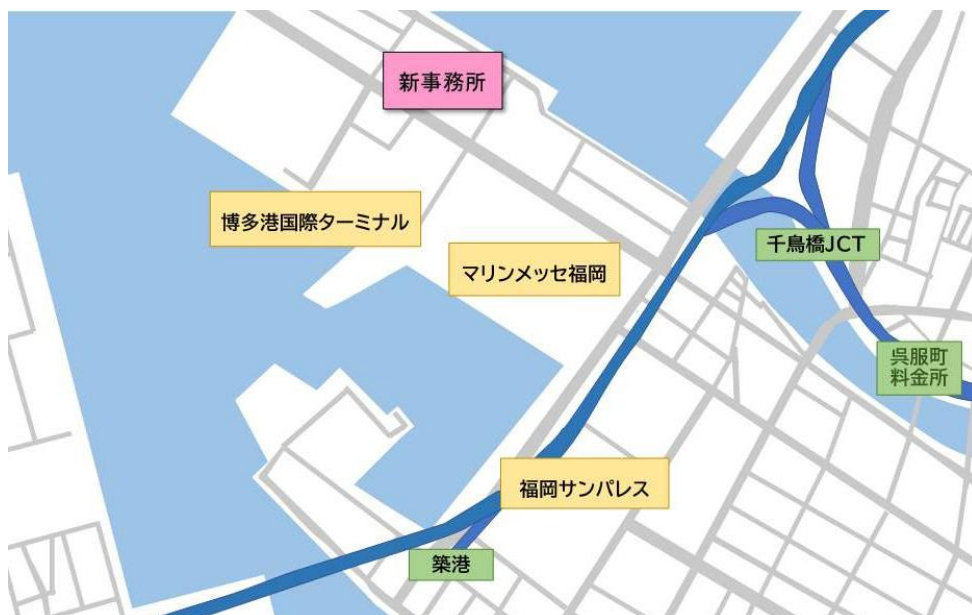 新事務所
博多港国際ターミナル
マリンメッセ福岡
千鳥橋JCT
呉服町
料金所
福岡サンパレス
築港